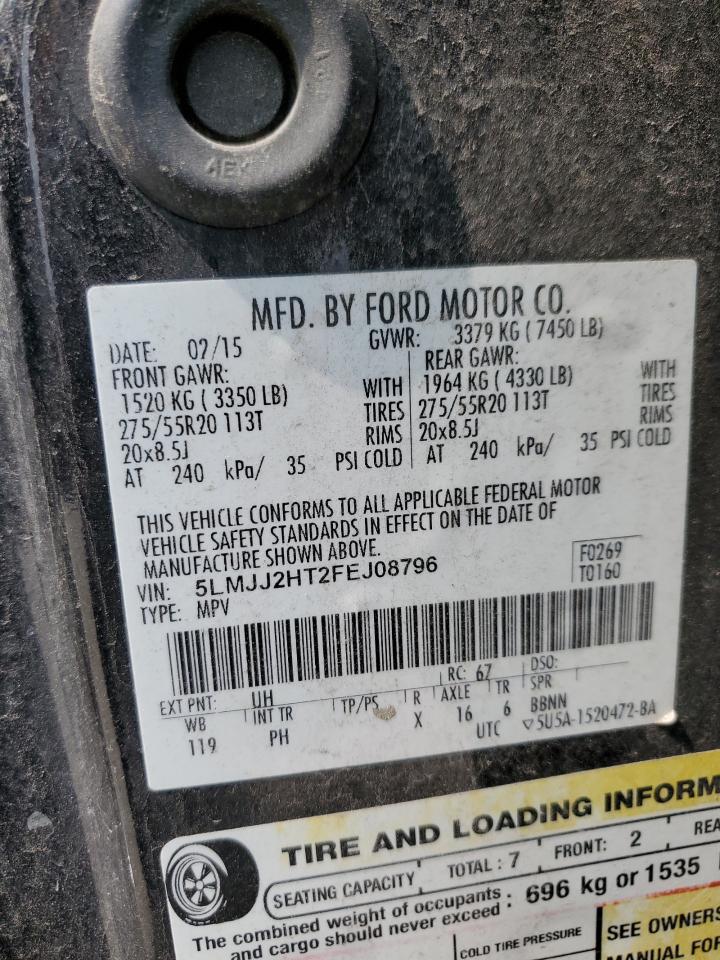 MFD. BY FORD MOTOR CO.
DATE: 02/15 GVWR: 3379 KG ( 7450 LB)
FRONT GAWR: REAR GAWR:
1520 KG ( 3350 LB) WITH 1964 KG ( 4330 LB) WITH
275/55R20 113T TIRES 275/55R20 113T TIRES
20x8.5J RIMS 20x8.5J RIMS
AT 240 kPa/ 35 PSI COLD AT 240 kPa/ 35 PSI COLD
THIS VEHICLE CONFORMS TO ALL APPLICABLE FEDERAL MOTOR
VEHICLE SAFETY STANDARDS IN EFFECT ON THE DATE OF
MANUFACTURE SHOWN ABOVE.
VIN: 5LMJJ2HT2FEJ08796 F0269
TYPE: MPV T0160
EXT PNT: UH RC: 67 DSO:
WB INT TR TP/PS R AXLE TR SPR
119 PH X 16 6 BBNN
UTC ▽5U5A-1520472-BA
TIRE AND LOADING INFORM
SEATING CAPACITY TOTAL : 7 FRONT: 2 REA
The combined weight of occupants : 696 kg or 1535
and cargo should never exceed :
COLD TIRE PRESSURE SEE OWNERS
MANUAL FOR